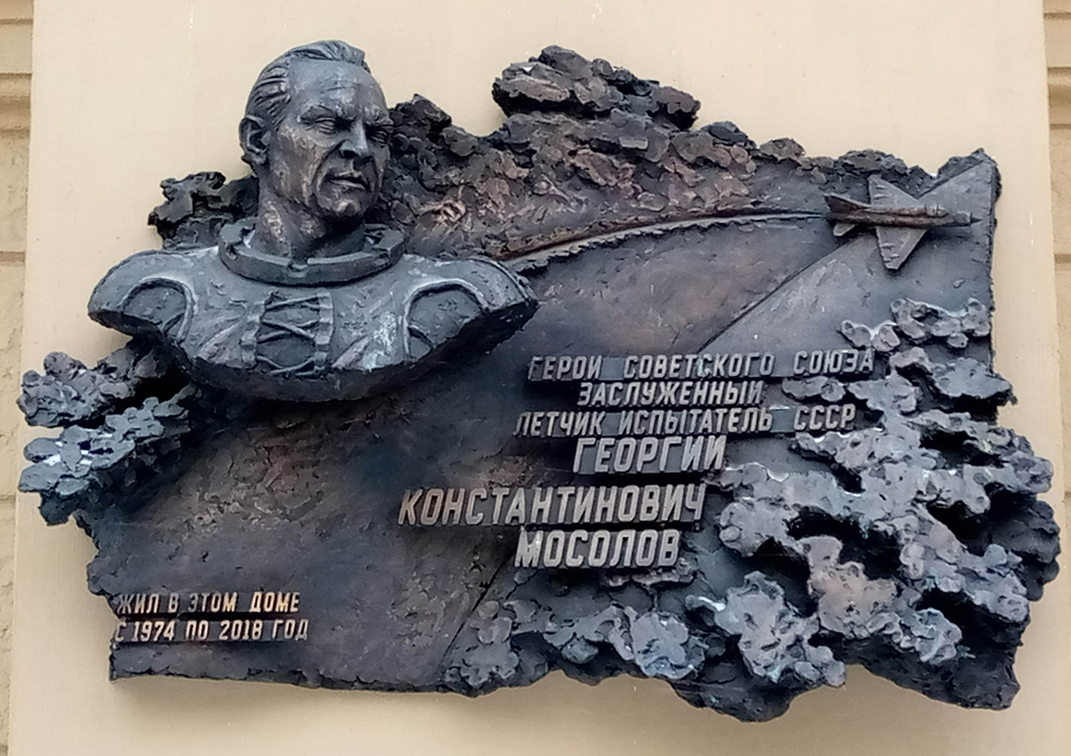 ГЕРОЙ СОВЕТСКОГО СОЮЗА
ЗАСЛУЖЕННЫЙ
ЛЕТЧИК ИСПЫТАТЕЛЬ СССР
ГЕОРГИЙ
КОНСТАНТИНОВИЧ
МОСОЛОВ
ЖИЛ В ЭТОМ ДОМЕ
С 1974 ПО 2018 ГОД